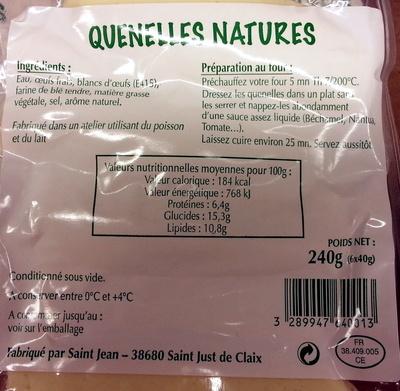 QUENELLES NATURES
Ingrédients :
Eau, œufs frais, blancs d'œufs (E415),
farine de blé tendre, matière grasse
végétale, sel, arôme naturel.
Fabriqué dans un atelier utilisant du poisson
et du lait
Préparation au four :
Préchauffez votre four 5 mn Th 7/200°C.
Dressez les quenelles dans un plat sans
les serrer et nappez-les abondamment
d'une sauce assez liquide (Béchamel, Nantua,
Tomate...).
Laissez cuire environ 25 mn. Servez aussitôt
Valeurs nutritionnelles moyennes pour 100g :
Valeur calorique : 184 kcal
Valeur énergétique : 768 kJ
Protéines : 6,4g
Glucides : 15,3g
Lipides : 10,8g
POIDS NET :
240g (6x40g)
Conditionné sous vide.
A conserver entre 0°C et +4°C
A consommer jusqu'au :
voir sur l'emballage
3 289947 640013
Fabriqué par Saint Jean – 38680 Saint Just de Claix
FR
38.409.005
CE